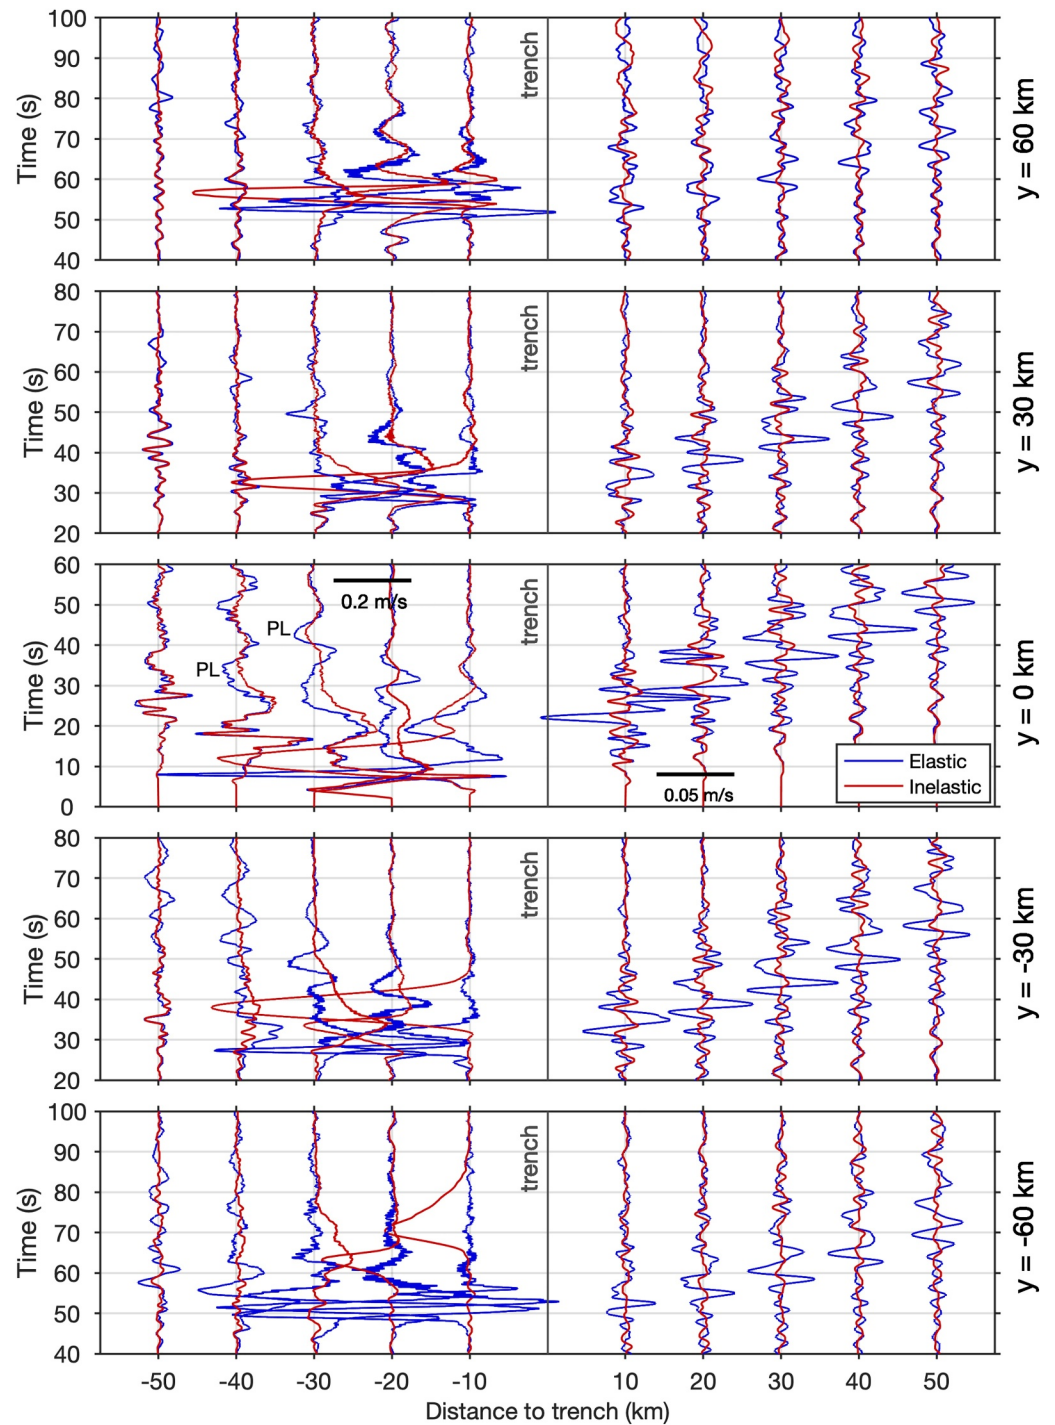 100
90
80
70
60
50
40
Time (s)
trench
y = 60 km
80
70
60
50
40
30
20
Time (s)
trench
y = 30 km
60
50
40
30
20
10
0
Time (s)
0.2 m/s
PL
PL
trench
0.05 m/s
Elastic
Inelastic
y = 0 km
80
70
60
50
40
30
20
Time (s)
trench
y = -30 km
100
90
80
70
60
50
40
Time (s)
trench
y = -60 km
-50 -40 -30 -20 -10 10 20 30 40 50
Distance to trench (km)